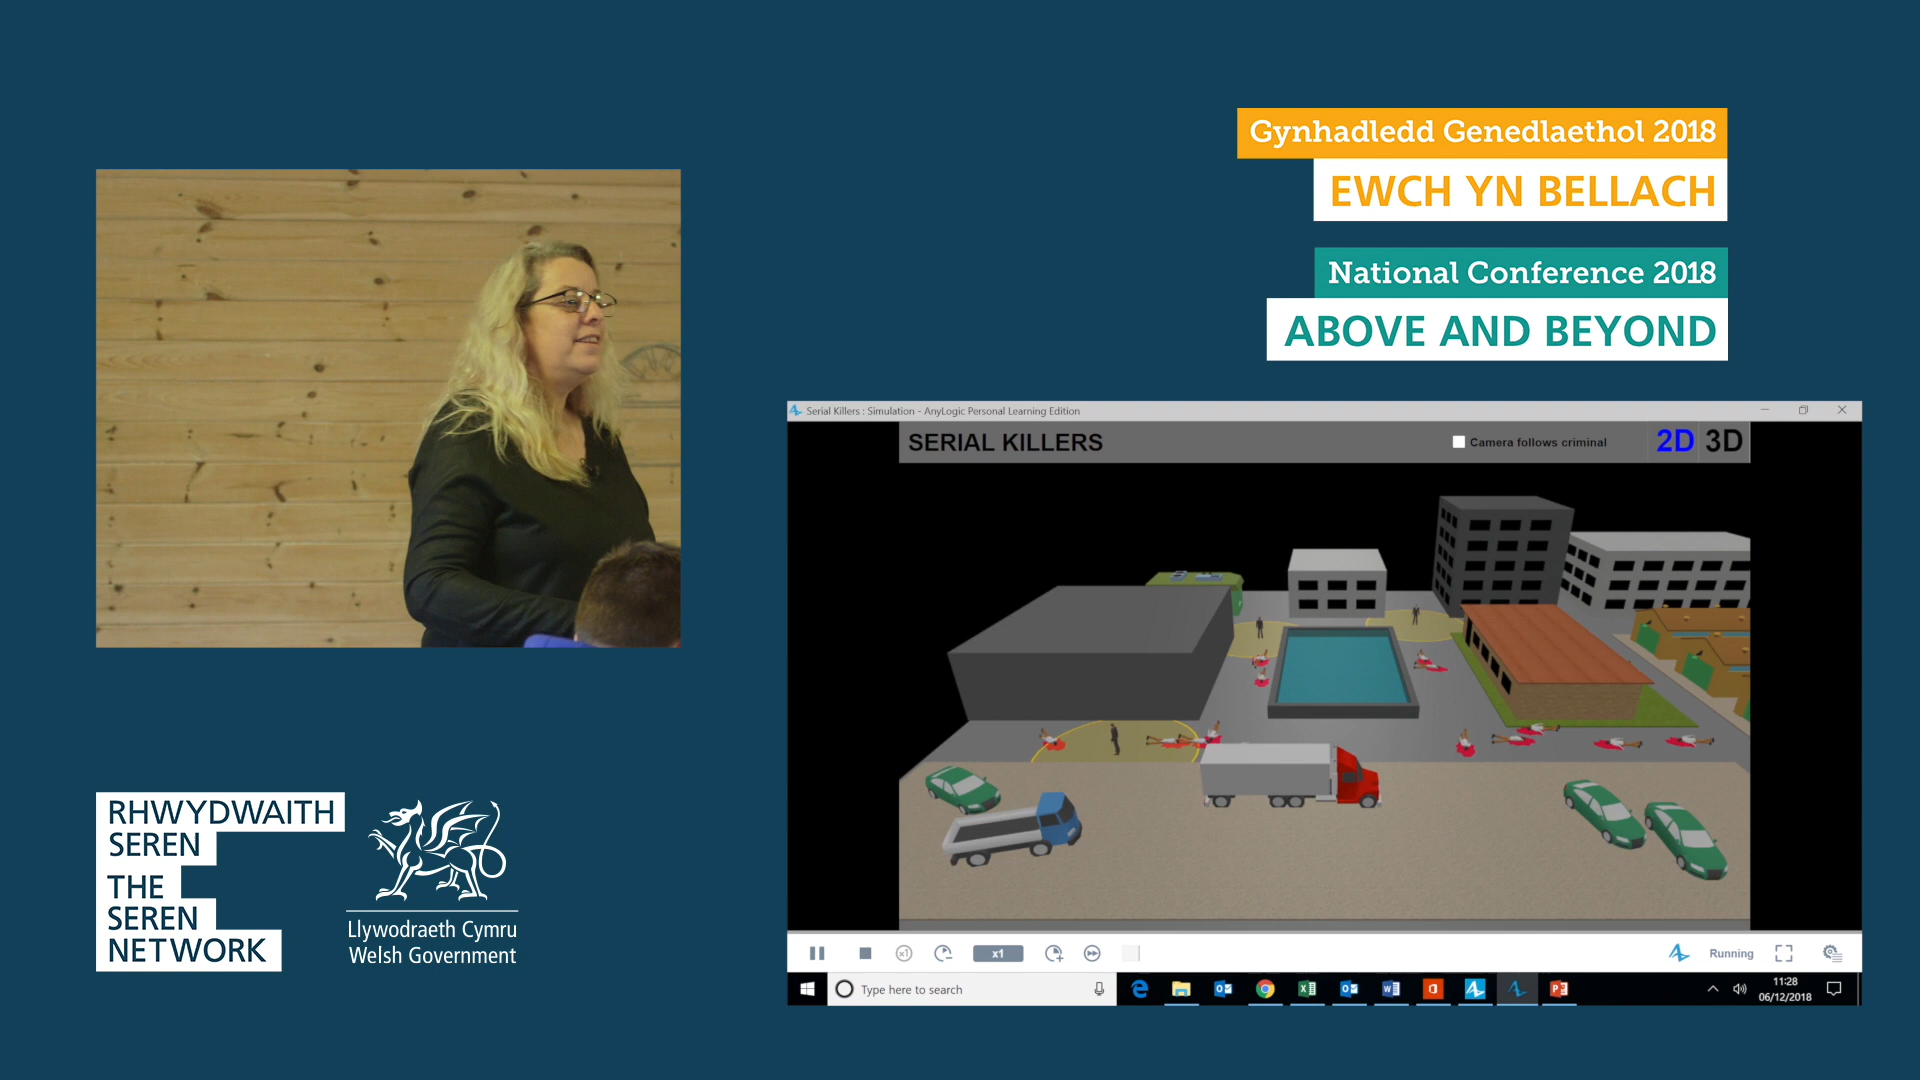 Gynhadledd Genedlaethol 2018
EWCH YN BELLACH
National Conference 2018
ABOVE AND BEYOND
Serial Killers : Simulation - AnyLogic Personal Learning Edition
SERIAL KILLERS
Camera follows criminal
2D 3D
x1
x1
Running
Type here to search
11:28
06/12/2018
RHWYDWAITH
SEREN
THE
SEREN
NETWORK
Llywodraeth Cymru
Welsh Government